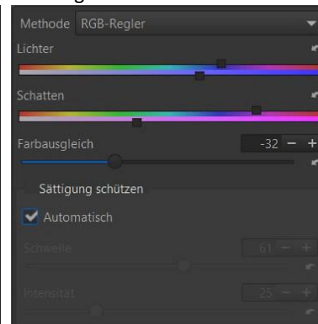 Methode RGB-Regler
Lichter
Schatten
Farbausgleich -32 - +
Sättigung schützen
Automatisch
Schwelle 61 - +
Intensität 25 - +